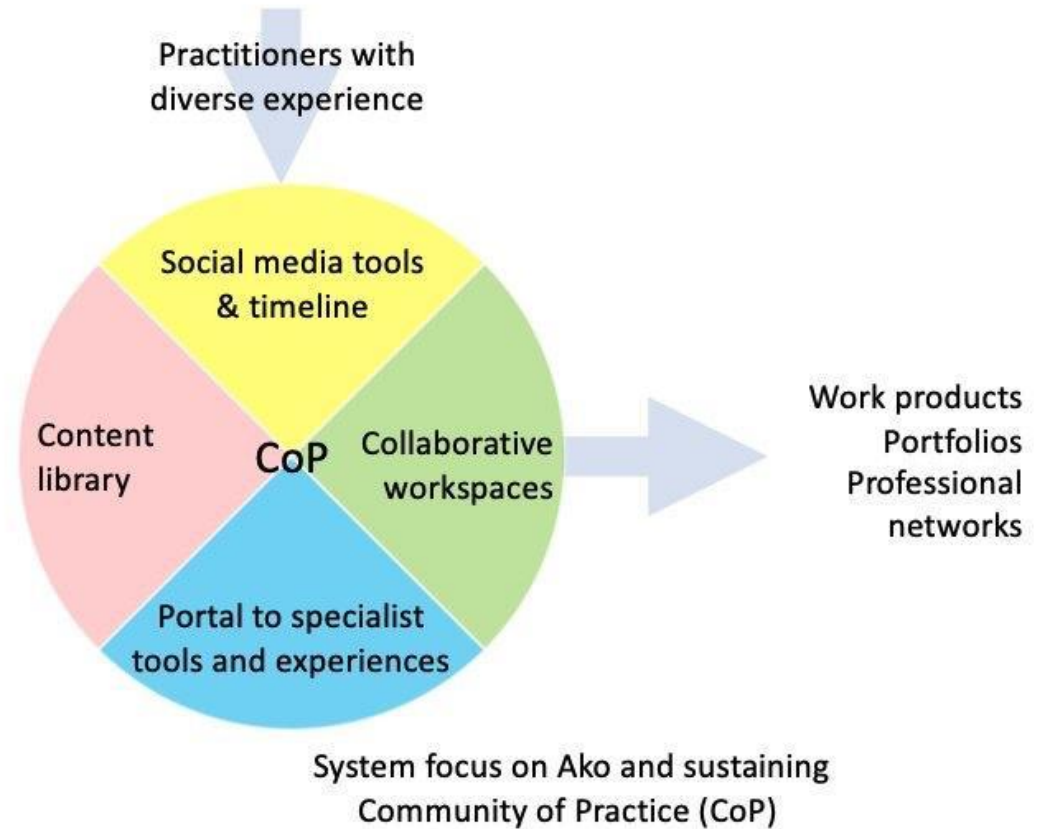 Practitioners with
diverse experience
Social media tools
& timeline
Content
library
CoP
Collaborative
workspaces
Work products
Portfolios
Professional
networks
Portal to specialist
tools and experiences
System focus on Ako and sustaining
Community of Practice (CoP)